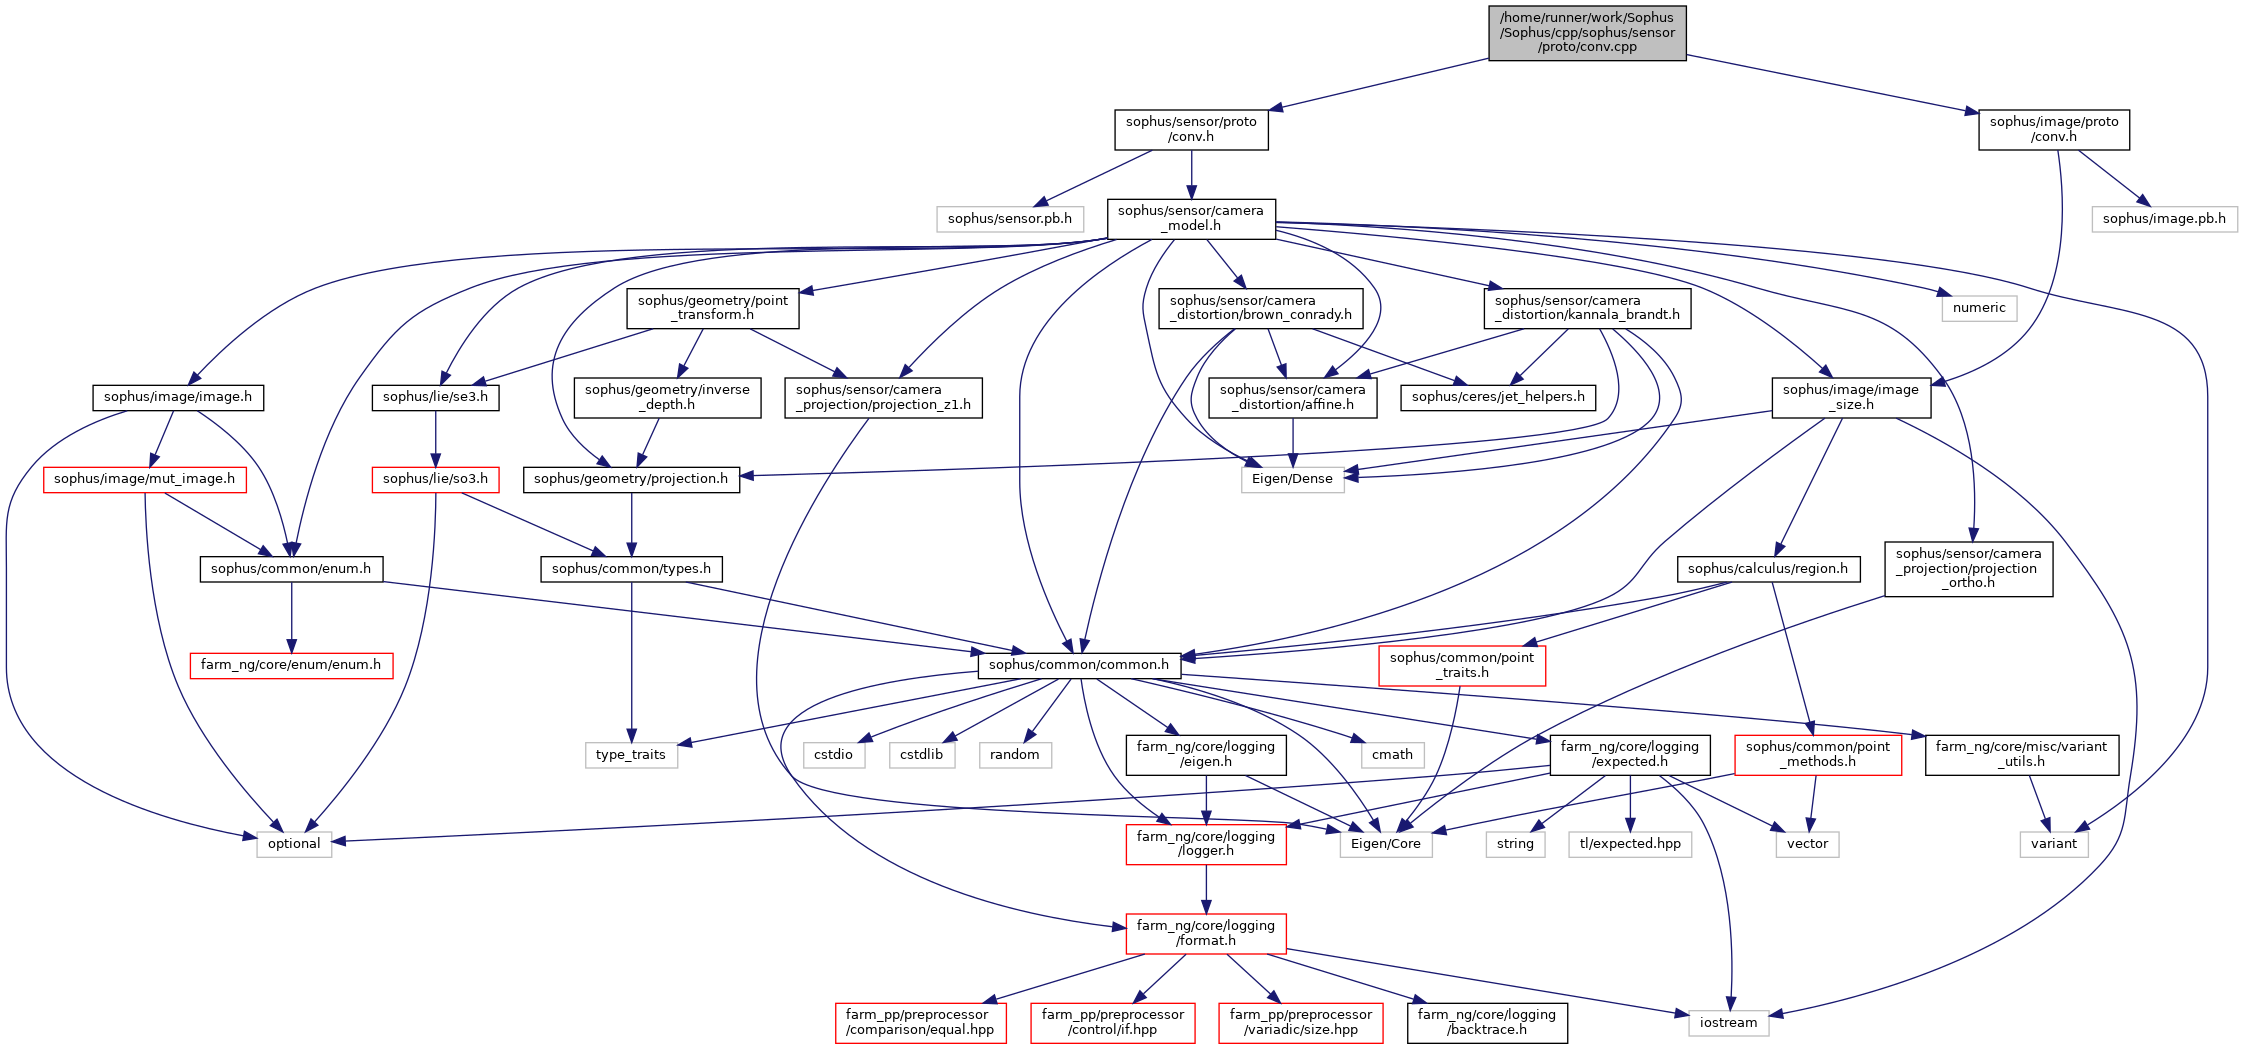 /home/runner/work/Sophus
/Sophus/cpp/sophus/sensor
/proto/conv.cpp
sophus/sensor/proto
/conv.h
sophus/image/proto
/conv.h
sophus/sensor.pb.h
sophus/sensor/camera
_model.h
sophus/image.pb.h
sophus/geometry/point
_transform.h
sophus/sensor/camera
_distortion/brown_conrady.h
sophus/sensor/camera
_distortion/kannala_brandt.h
numeric
sophus/image/image.h
sophus/lie/se3.h
sophus/geometry/inverse
_depth.h
sophus/sensor/camera
_projection/projection_z1.h
sophus/sensor/camera
_distortion/affine.h
sophus/ceres/jet_helpers.h
sophus/image/image
_size.h
sophus/image/mut_image.h
sophus/lie/so3.h
sophus/geometry/projection.h
Eigen/Dense
sophus/common/enum.h
sophus/common/types.h
sophus/calculus/region.h
sophus/sensor/camera
_projection/projection
_ortho.h
farm_ng/core/enum/enum.h
sophus/common/common.h
sophus/common/point
_traits.h
type_traits
cstdio
cstdlib
random
farm_ng/core/logging
/eigen.h
cmath
farm_ng/core/logging
/expected.h
sophus/common/point
_methods.h
farm_ng/core/misc/variant
_utils.h
optional
farm_ng/core/logging
/logger.h
Eigen/Core
string
tl/expected.hpp
vector
variant
farm_ng/core/logging
/format.h
farm_pp/preprocessor
/comparison/equal.hpp
farm_pp/preprocessor
/control/if.hpp
farm_pp/preprocessor
/variadic/size.hpp
farm_ng/core/logging
/backtrace.h
iostream